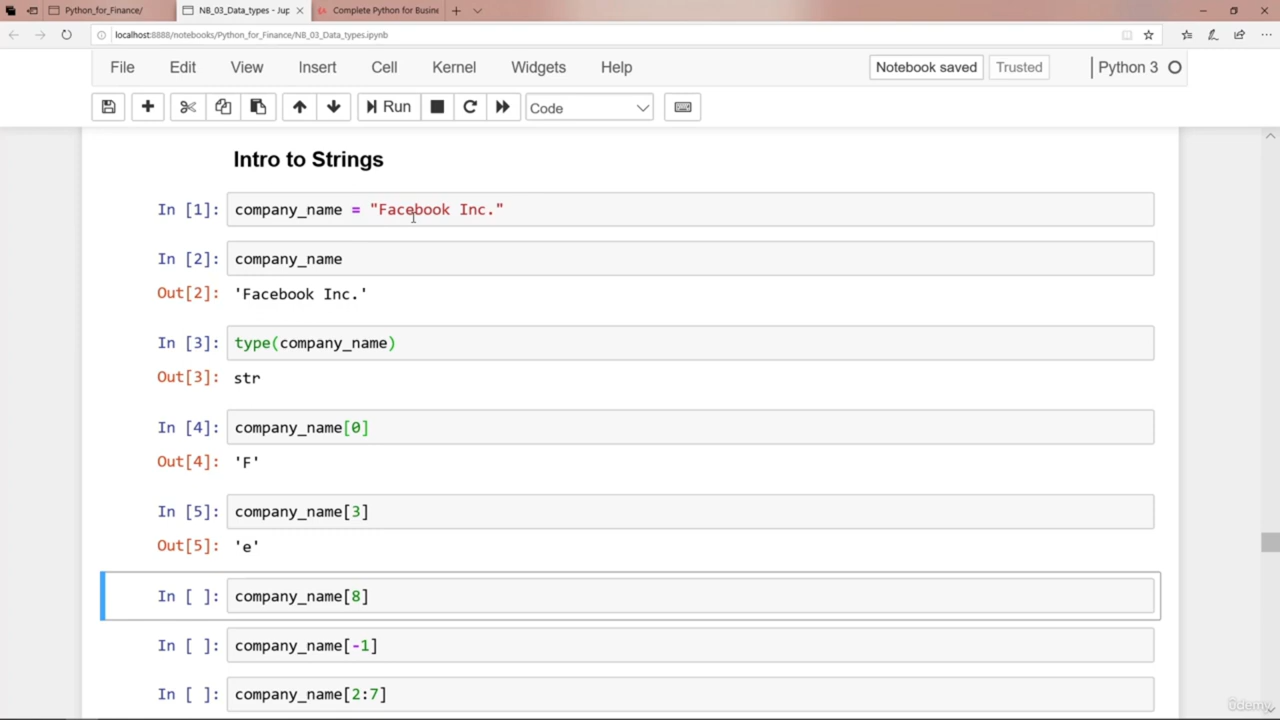 Python_for_Finance/
NB_03_Data_types - Jup
Complete Python for Busine
localhost:8888/notebooks/Python_for_Finance/NB_03_Data_types.ipynb
File Edit View Insert Cell Kernel Widgets Help Notebook saved Trusted Python 3
Run Code
Intro to Strings
In [1]: company_name = "Facebook Inc."
In [2]: company_name
Out[2]: 'Facebook Inc.'
In [3]: type(company_name)
Out[3]: str
In [4]: company_name[0]
Out[4]: 'F'
In [5]: company_name[3]
Out[5]: 'e'
In [ ]: company_name[8]
In [ ]: company_name[-1]
In [ ]: company_name[2:7]
ûdemy